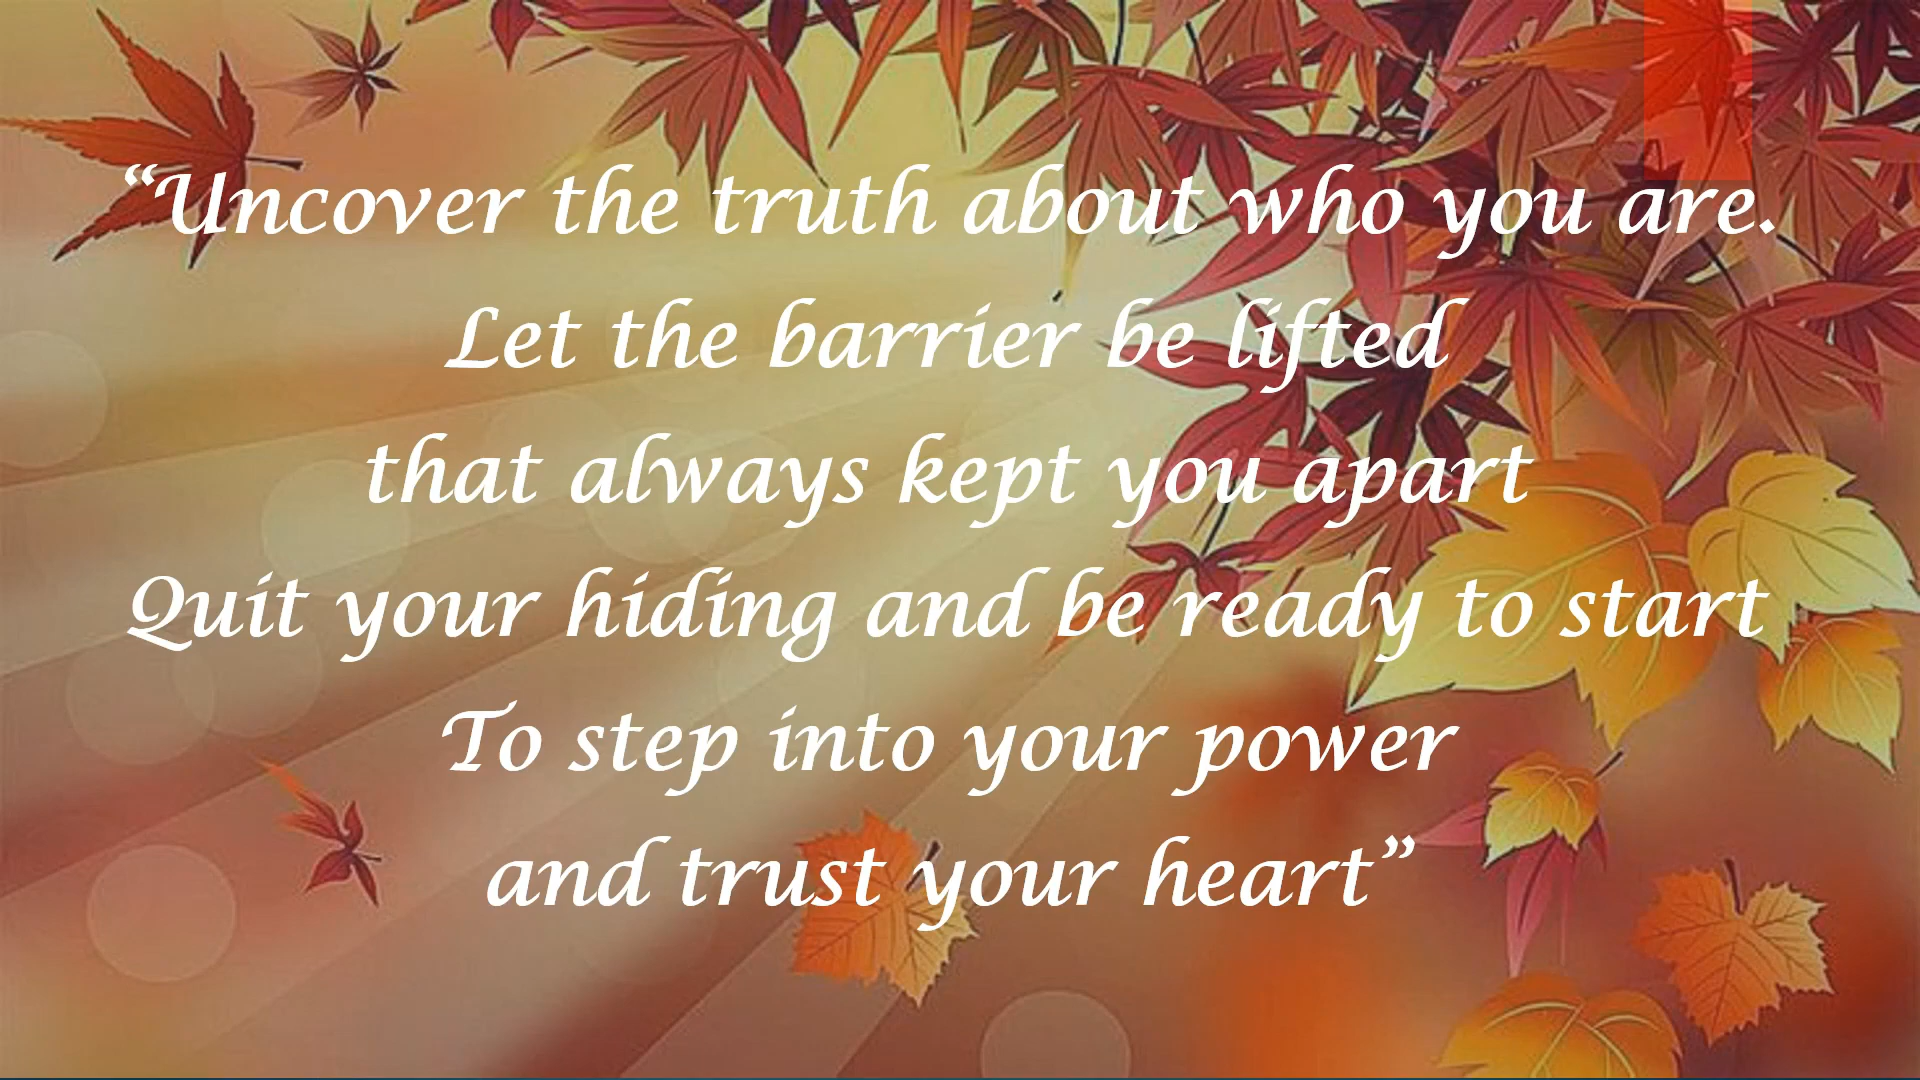 “Uncover the truth about who you are.
Let the barrier be lifted
that always kept you apart
Quit your hiding and be ready to start
To step into your power
and trust your heart”